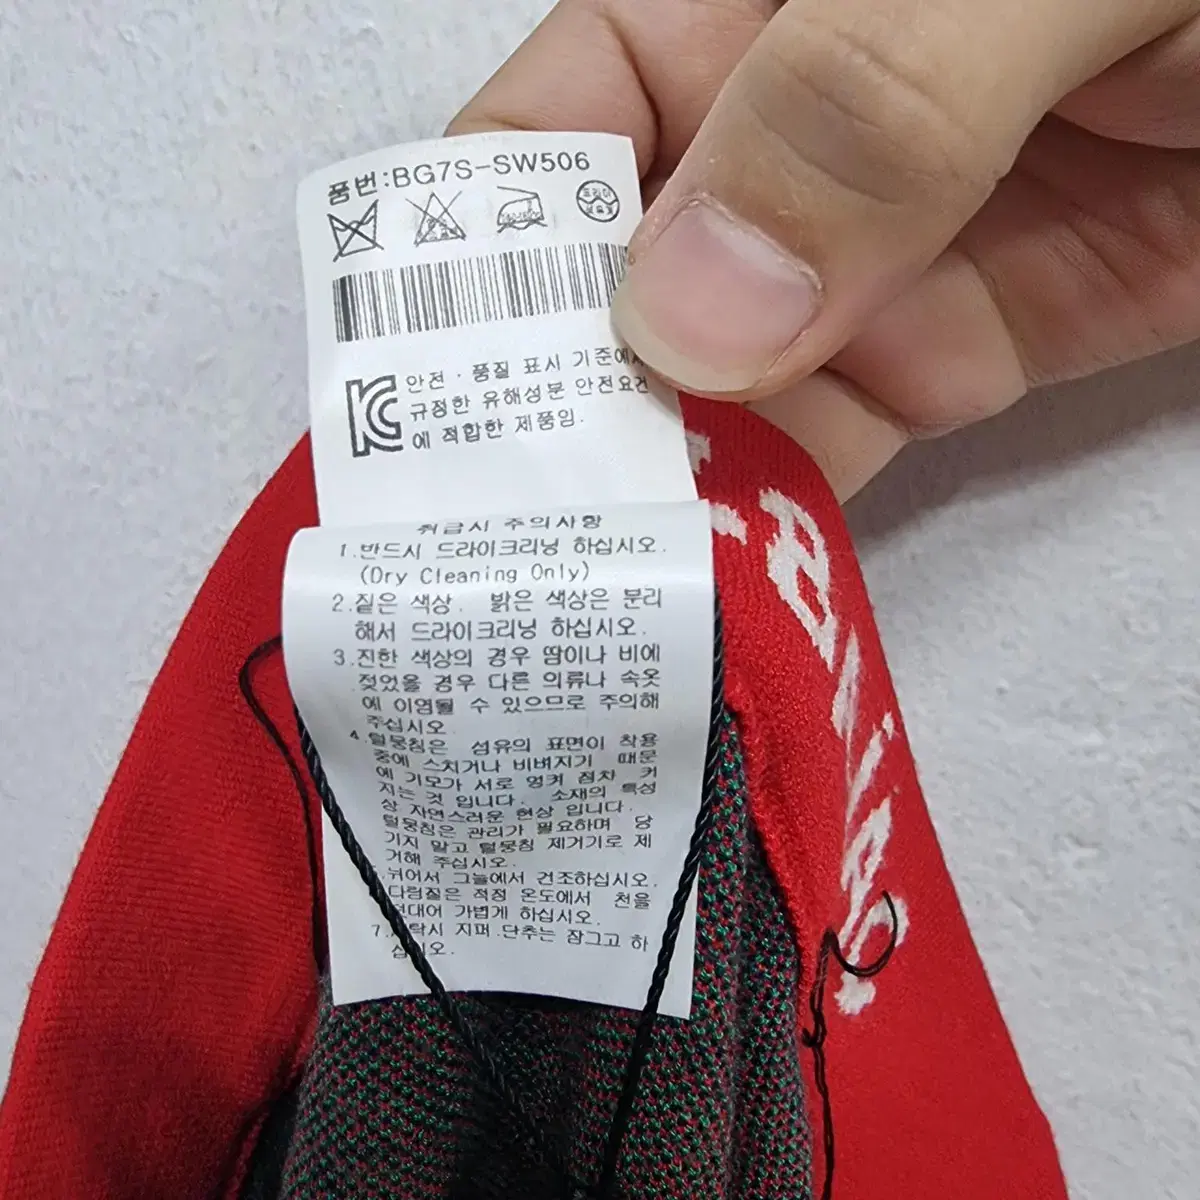 품번:BG7S-SW506
드라이
안전 · 품질 표시 기준에서
규정한 유해성분 안전요건
에 적합한 제품임.
취급시 주의사항
1.반드시 드라이크리닝 하십시오.
(Dry Cleaning Only)
2.짙은 색상. 밝은 색상은 분리
해서 드라이크리닝 하십시오.
3.진한 색상의 경우 땀이나 비에
젖었을 경우 다른 의류나 속옷
에 이염될 수 있으므로 주의해
주십시오.
4.털뭉침은 섬유의 표면이 착용
중에 스치거나 비벼지기 때문
에 기모가 서로 엉켜 점차 커
지는 것 입니다. 소재의 특성
상 자연스러운 현상 입니다.
털뭉침은 관리가 필요하며 당
기지 말고 털뭉침 제거기로 제
거해 주십시오.
뉘어서 그늘에서 건조하십시오.
다림질은 적정 온도에서 천을
덧대어 가볍게 하십시오.
7.세탁시 지퍼.단추는 잠그고 하
십시오.